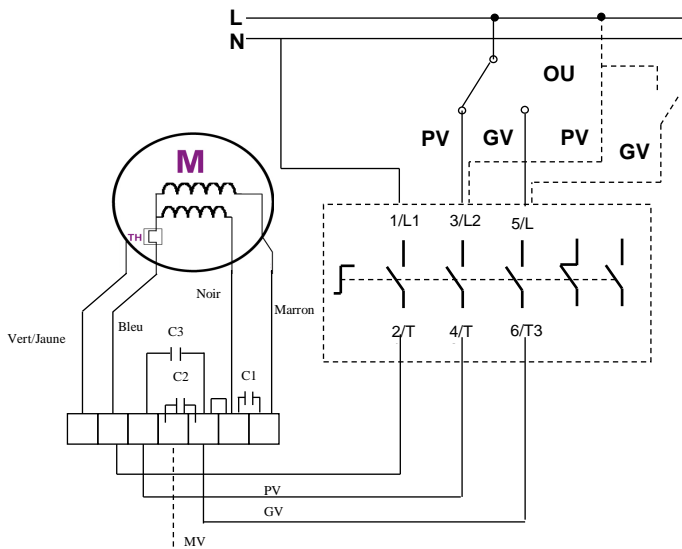 L
N
OU
PV GV PV GV
M
TH
1/L1 3/L2 5/L
Noir
Marron
Vert/Jaune
Bleu
C3
2/T 4/T 6/T3
C2
C1
PV
GV
MV